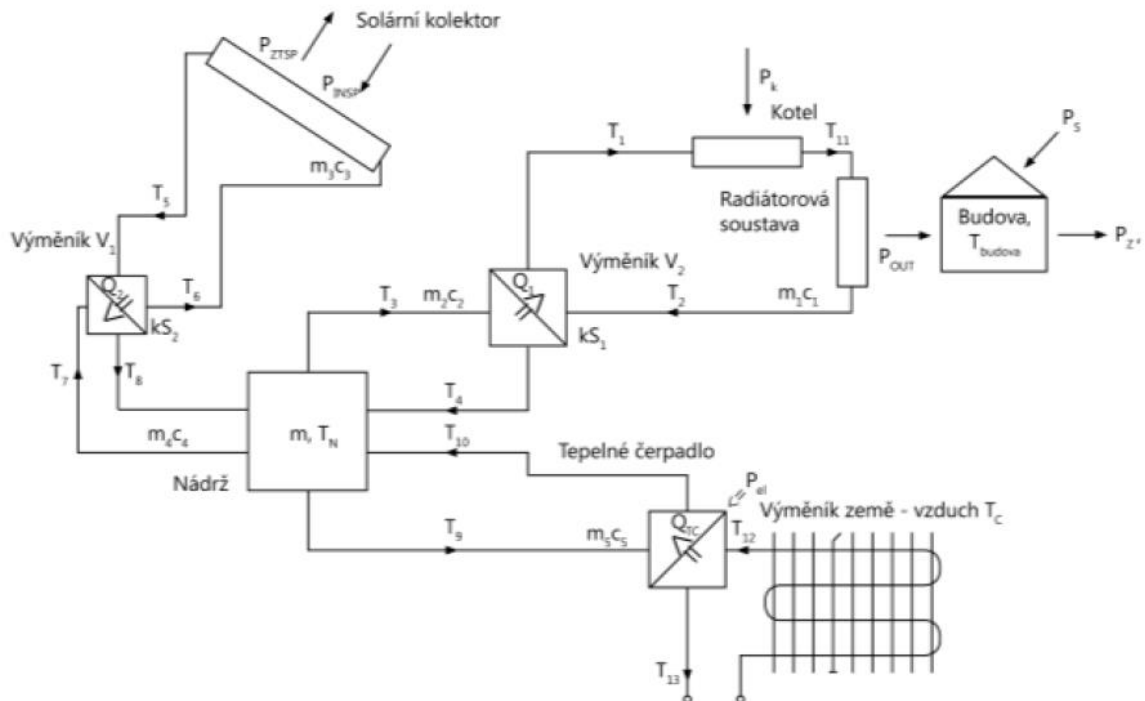 Solární kolektor
P_ZTSP
P_INSP
P_k
Kotel
T_1
T_11
P_S
m_3c_3
T_5
Radiátorová
soustava
Budova,
T_budova
P_Z,
P_OUT
Výměník V_1
Q_2
T_6
kS_2
Výměník V_2
Q_1
T_3
m_2c_2
T_2
m_1c_1
kS_1
T_7
T_8
T_4
m_4c_4
m, T_N
T_10
Tepelné čerpadlo
Nádrž
P_el
Výměník země - vzduch T_C
Q_TC
T_9
m_5c_5
T_12
T_13